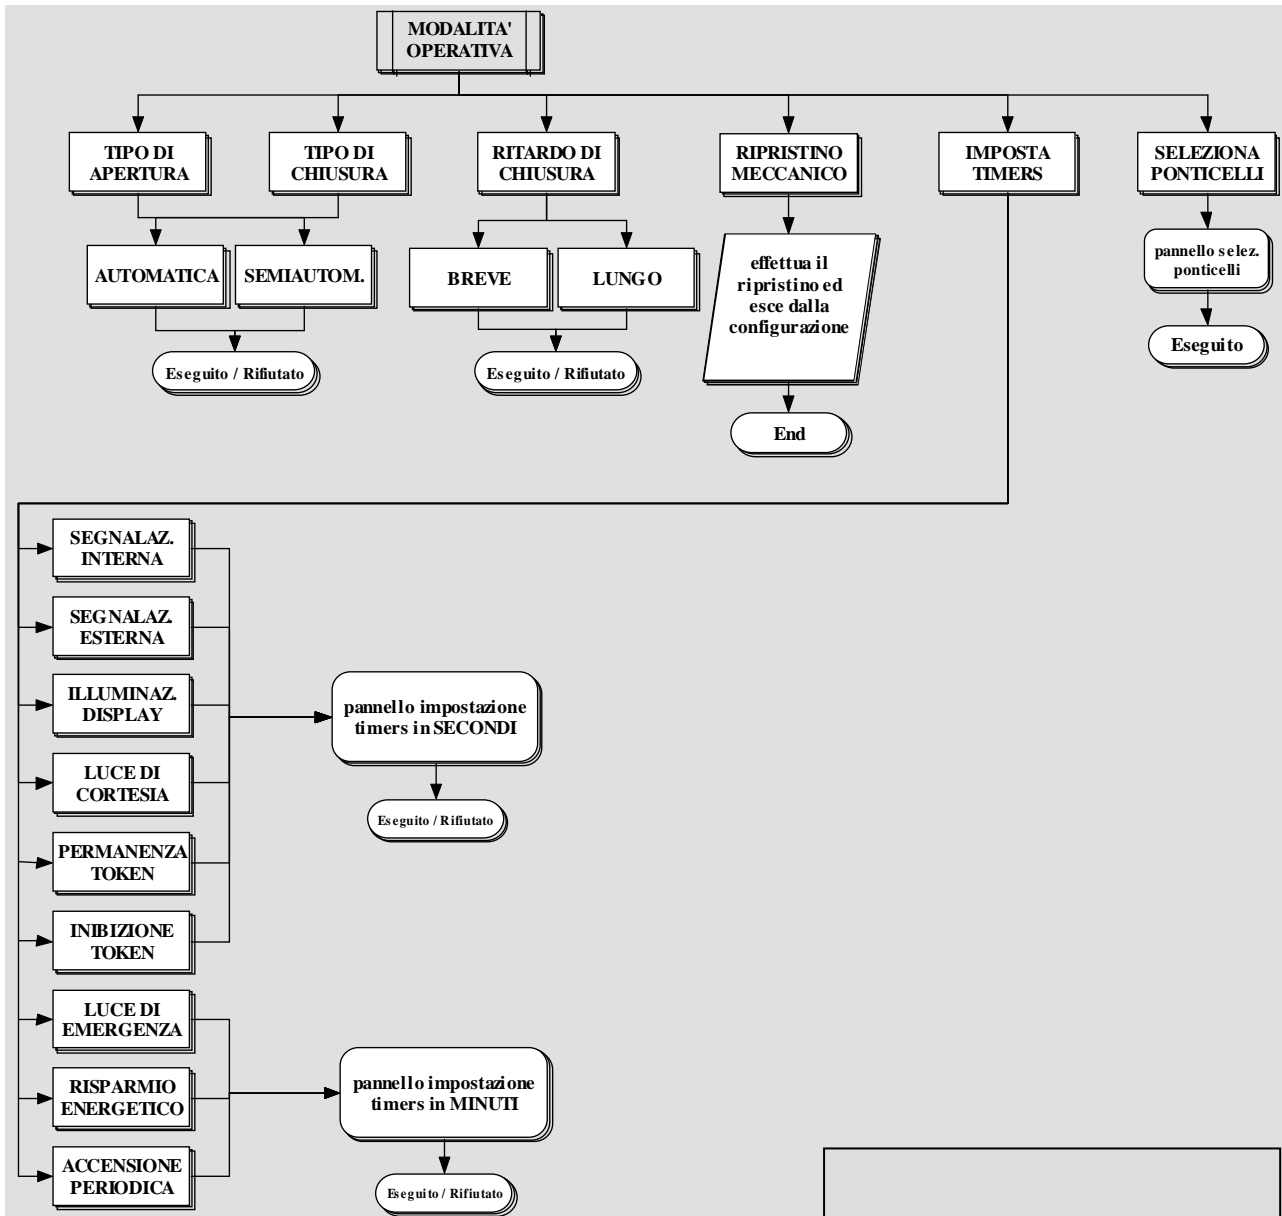 MODALITA'
OPERATIVA
TIPO DI
APERTURA
TIPO DI
CHIUSURA
RITARDO DI
CHIUSURA
RIPRISTINO
MECCANICO
IMPOSTA
TIMERS
SELEZIONA
PONTICELLI
AUTOMATICA
SEMIAUTOM.
BREVE
LUNGO
effettua il
ripristino ed
esce dalla
configurazione
pannello selez.
ponticelli
Eseguito / Rifiutato
Eseguito / Rifiutato
End
Eseguito
SEGNALAZ.
INTERNA
SEGNALAZ.
ESTERNA
ILLUMINAZ.
DISPLAY
LUCE DI
CORTESIA
PERMANENZA
TOKEN
INIBIZIONE
TOKEN
pannello impostazione
timers in SECONDI
Eseguito / Rifiutato
LUCE DI
EMERGENZA
RISPARMIO
ENERGETICO
ACCENSIONE
PERIODICA
pannello impostazione
timers in MINUTI
Eseguito / Rifiutato